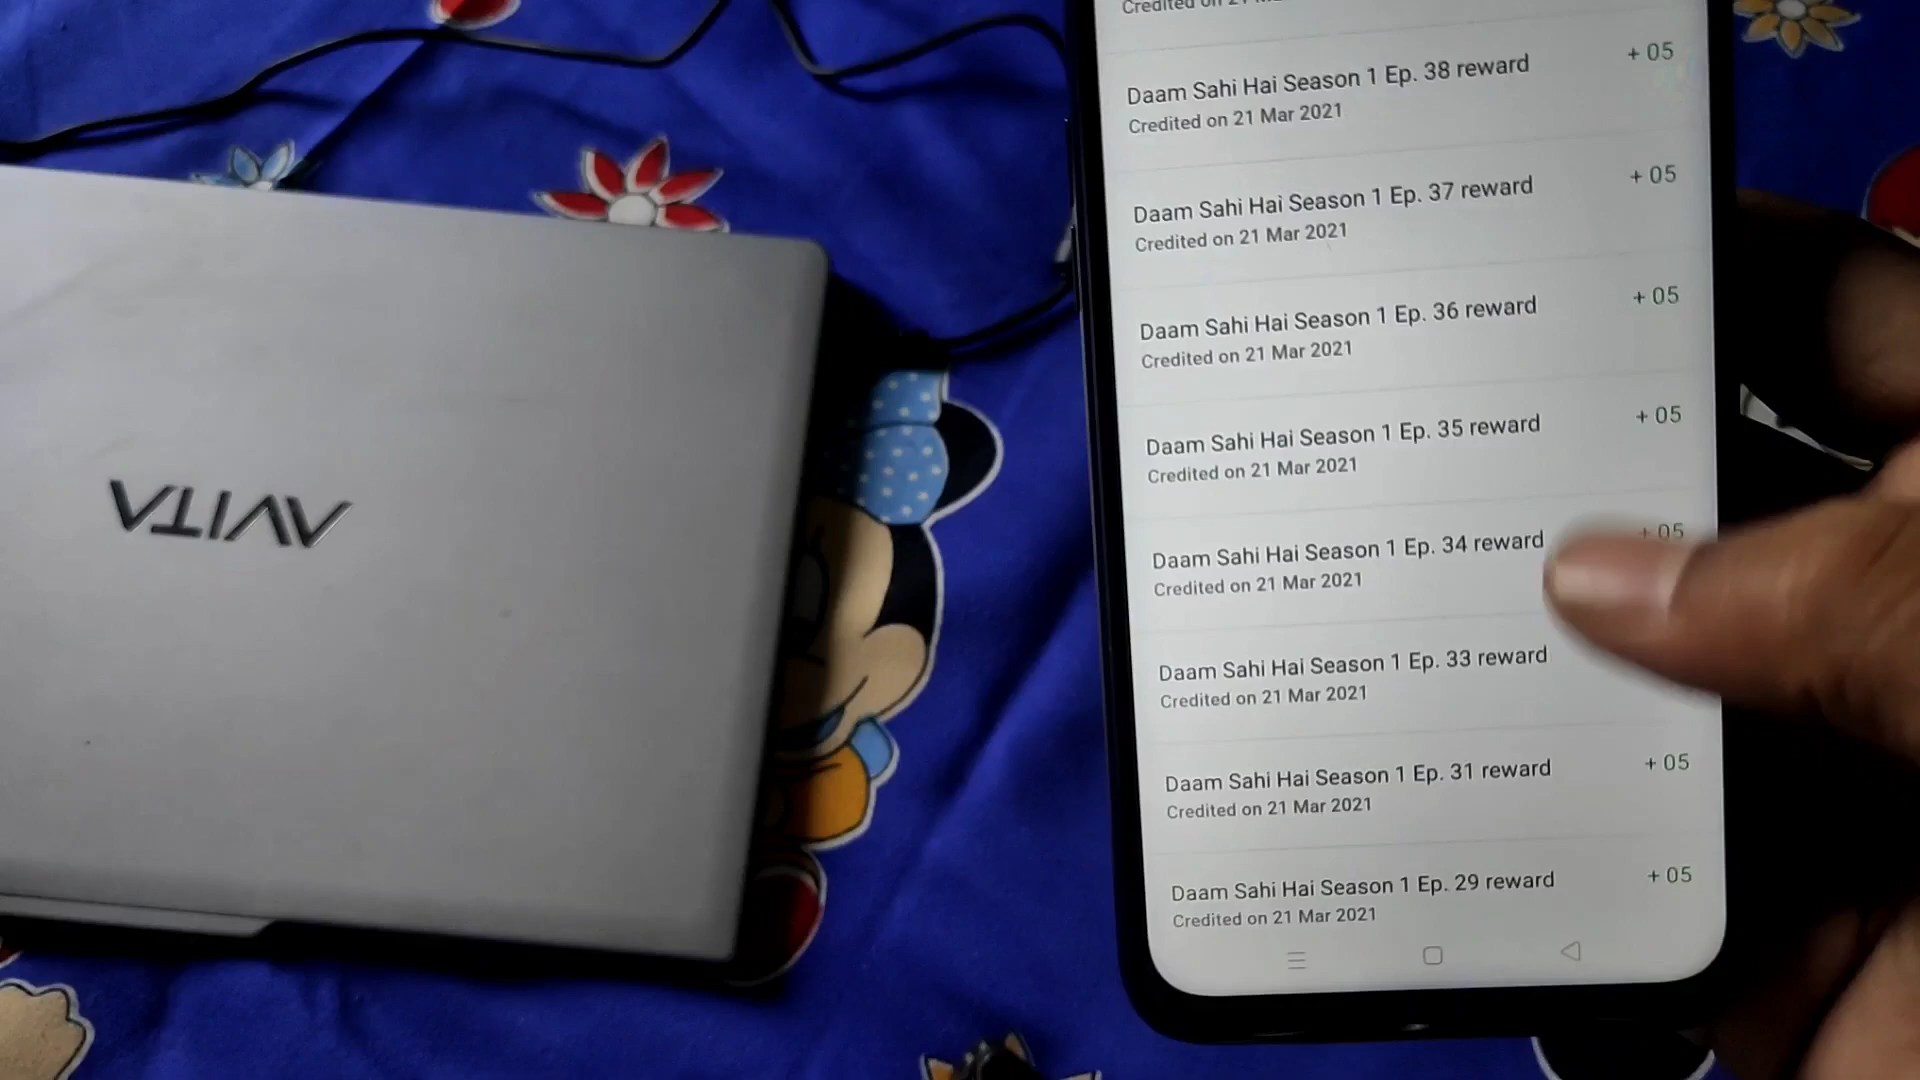 Credited on 21 Mar
Daam Sahi Hai Season 1 Ep. 38 reward
+ 05
Credited on 21 Mar 2021
Daam Sahi Hai Season 1 Ep. 37 reward
+ 05
Credited on 21 Mar 2021
Daam Sahi Hai Season 1 Ep. 36 reward
+ 05
Credited on 21 Mar 2021
Daam Sahi Hai Season 1 Ep. 35 reward
+ 05
Credited on 21 Mar 2021
Daam Sahi Hai Season 1 Ep. 34 reward
+ 05
Credited on 21 Mar 2021
Daam Sahi Hai Season 1 Ep. 33 reward
Credited on 21 Mar 2021
Daam Sahi Hai Season 1 Ep. 31 reward
+ 05
Credited on 21 Mar 2021
Daam Sahi Hai Season 1 Ep. 29 reward
+ 05
Credited on 21 Mar 2021
AVITA